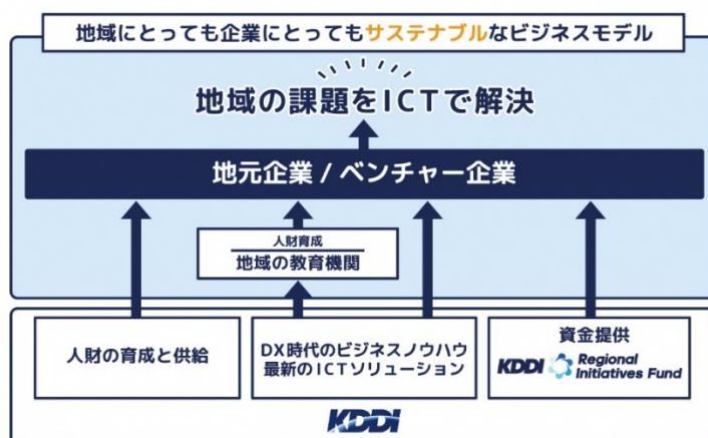 地域にとっても企業にとってもサステナブルなビジネスモデル
地域の課題をICTで解決
地元企業 / ベンチャー企業
人財育成
地域の教育機関
人財の育成と供給
DX時代のビジネスノウハウ
最新のICTソリューション
資金提供
KDDI Regional
Initiatives Fund
KDDI